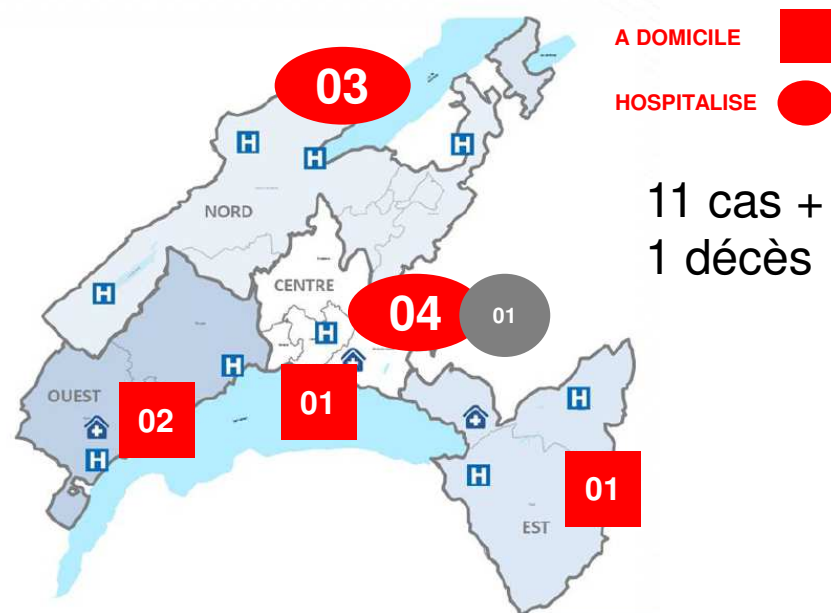 A DOMICILE
03
HOSPITALISE
H
H
H
11 cas +
1 décès
NORD
CENTRE
H
04
01
H
H
OUEST
02
01
H
H
H
01
EST